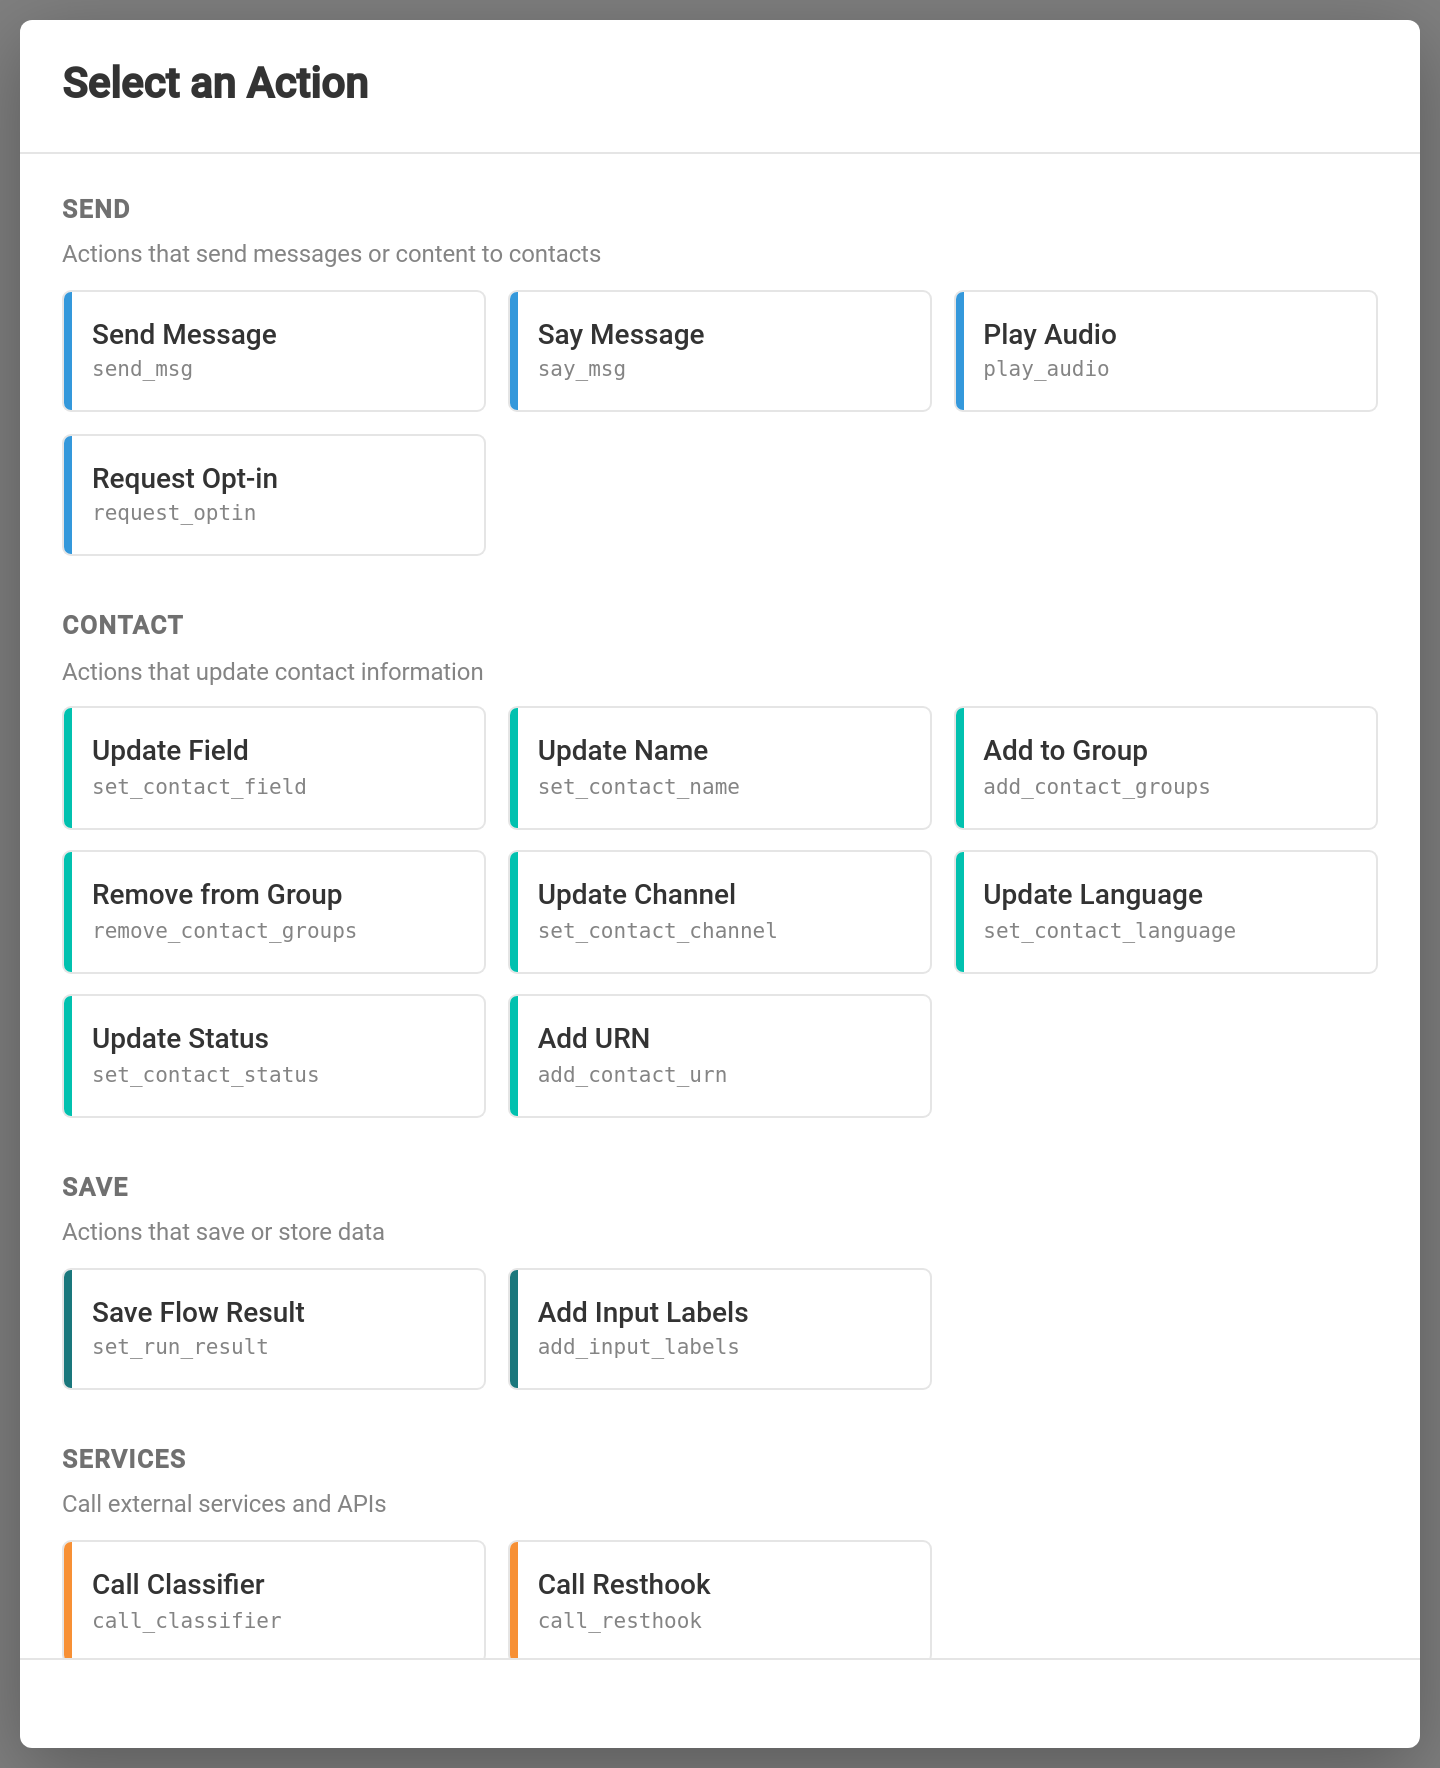 Select an Action
SEND
Actions that send messages or content to contacts
Send Message
send_msg
Say Message
say_msg
Play Audio
play_audio
Request Opt-in
request_optin
CONTACT
Actions that update contact information
Update Field
set_contact_field
Update Name
set_contact_name
Add to Group
add_contact_groups
Remove from Group
remove_contact_groups
Update Channel
set_contact_channel
Update Language
set_contact_language
Update Status
set_contact_status
Add URN
add_contact_urn
SAVE
Actions that save or store data
Save Flow Result
set_run_result
Add Input Labels
add_input_labels
SERVICES
Call external services and APIs
Call Classifier
call_classifier
Call Resthook
call_resthook